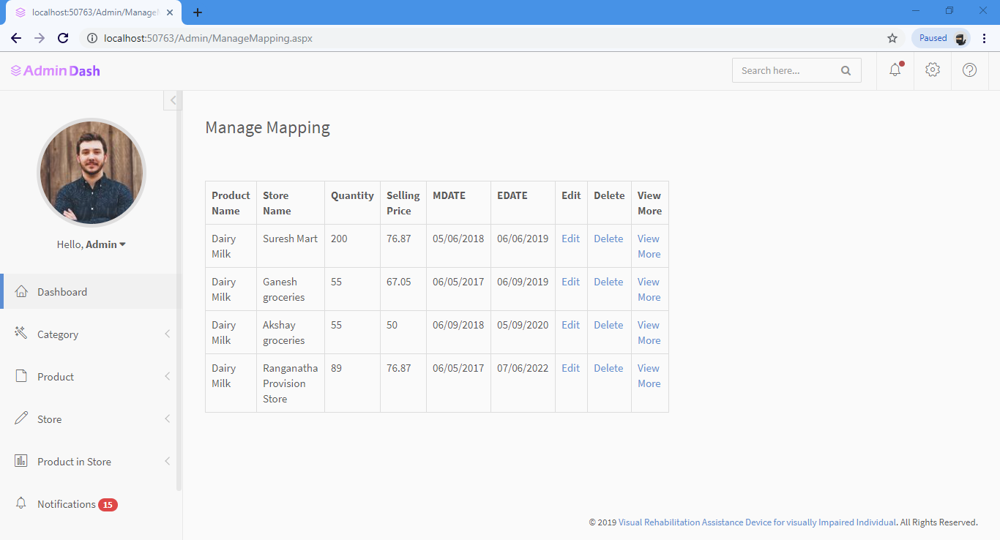 localhost:50763/Admin/Manage
localhost:50763/Admin/ManageMapping.aspx
Paused
Admin Dash
Search here...
Hello, Admin
Dashboard
Category
Product
Store
Product in Store
Notifications 15
Manage Mapping
Product Name Store Name Quantity Selling Price MDATE EDATE Edit Delete View More
Dairy Milk Suresh Mart 200 76.87 05/06/2018 06/06/2019 Edit Delete View More
Dairy Milk Ganesh groceries 55 67.05 06/05/2017 06/09/2019 Edit Delete View More
Dairy Milk Akshay groceries 55 50 06/09/2018 05/09/2020 Edit Delete View More
Dairy Milk Ranganatha Provision Store 89 76.87 06/05/2017 07/06/2022 Edit Delete View More
© 2019 Visual Rehabilitation Assistance Device for visually Impaired Individual. All Rights Reserved.